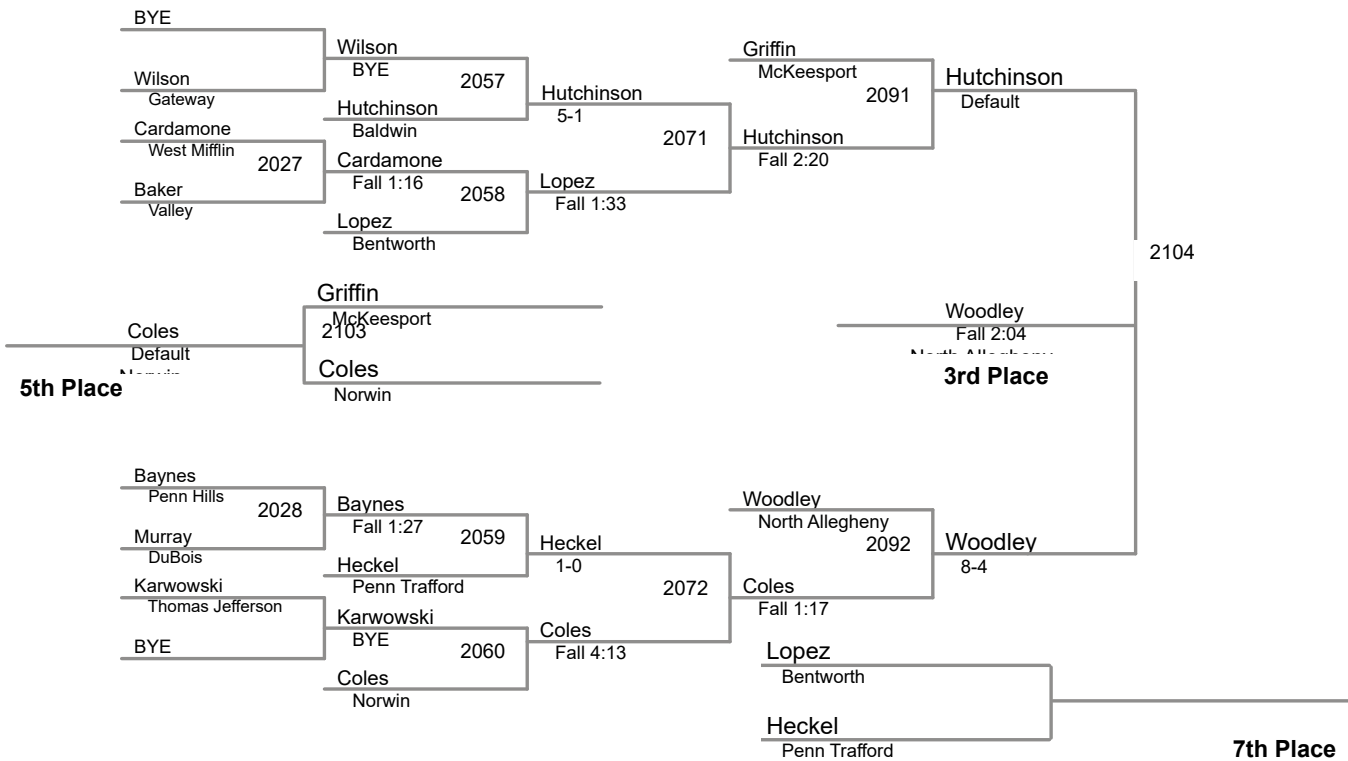 BYE
Wilson
Gateway
Wilson
BYE
2057
Hutchinson
Baldwin
Cardamone
West Mifflin
2027
Baker
Valley
Cardamone
Fall 1:16
2058
Lopez
Bentworth
Hutchinson
5-1
2071
Lopez
Fall 1:33
Griffin
McKeesport
2091
Hutchinson
Fall 2:20
Hutchinson
Default
2104
Griffin
McKeesport
2103
Coles
Default
Norwin
5th Place
Coles
Norwin
Woodley
Fall 2:04
North Allegheny
3rd Place
Baynes
Penn Hills
2028
Murray
DuBois
Karwowski
Thomas Jefferson
BYE
Baynes
Fall 1:27
2059
Heckel
Penn Trafford
Karwowski
BYE
2060
Coles
Norwin
Heckel
1-0
2072
Coles
Fall 4:13
Woodley
North Allegheny
2092
Coles
Fall 1:17
Woodley
8-4
Lopez
Bentworth
Heckel
Penn Trafford
7th Place